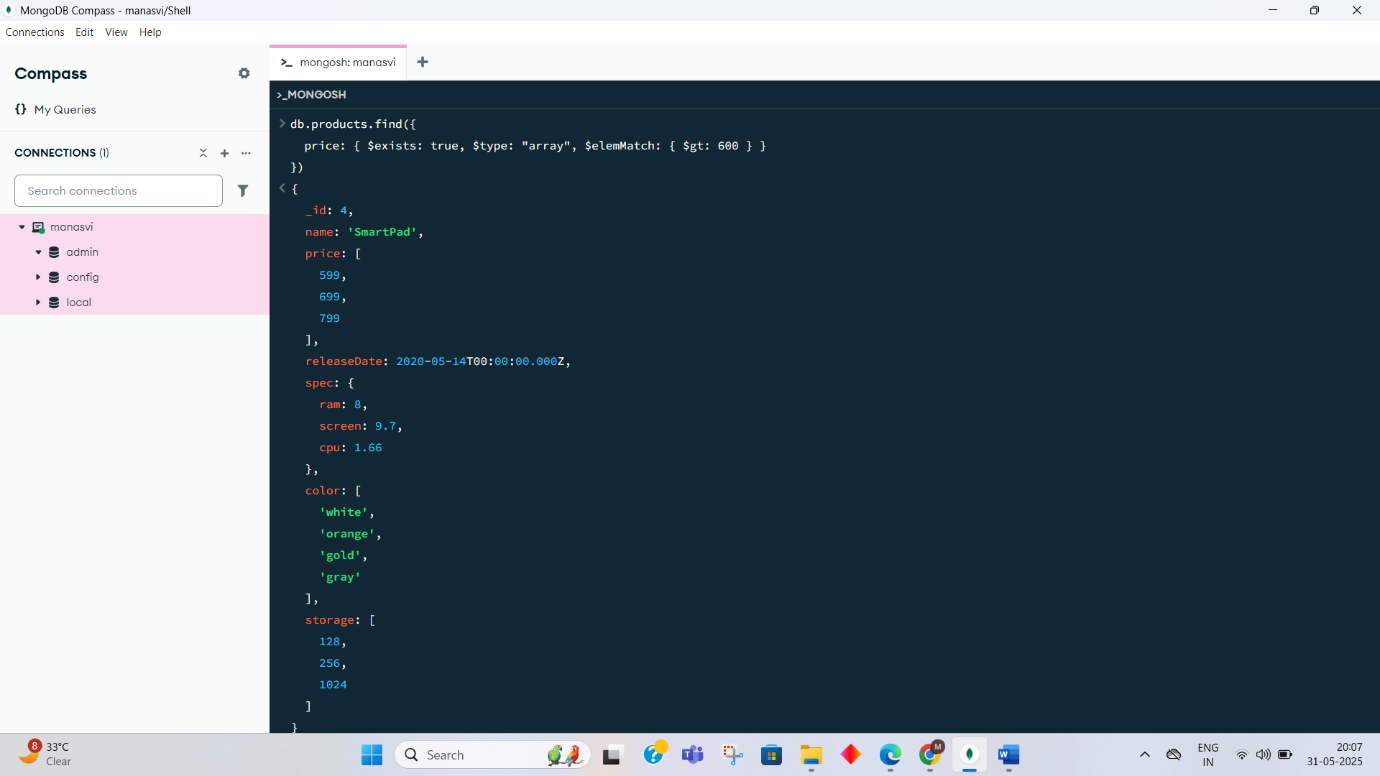 MongoDB Compass - manasvi/Shell
Connections Edit View Help
Compass
My Queries
CONNECTIONS (1)
Search connections
manasvi
admin
config
local
>_ mongosh: manasvi
>_MONGOSH
db.products.find({
price: { $exists: true, $type: "array", $elemMatch: { $gt: 600 } }
})
{
_id: 4,
name: 'SmartPad',
price: [
599,
699,
799
],
releaseDate: 2020-05-14T00:00:00.000Z,
spec: {
ram: 8,
screen: 9.7,
cpu: 1.66
},
color: [
'white',
'orange',
'gold',
'gray'
],
storage: [
128,
256,
1024
]
}
8
33°C
Clear
Search
M
ENG
IN
20:07
31-05-2025